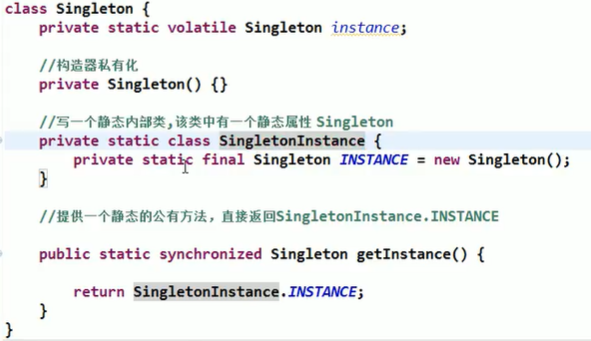 class Singleton {
private static volatile Singleton instance;
//构造器私有化
private Singleton() {}
//写一个静态内部类,该类中有一个静态属性 Singleton
private static class SingletonInstance {
private static final Singleton INSTANCE = new Singleton();
}
//提供一个静态的公有方法，直接返回SingletonInstance.INSTANCE
public static synchronized Singleton getInstance() {
return SingletonInstance.INSTANCE;
}
}